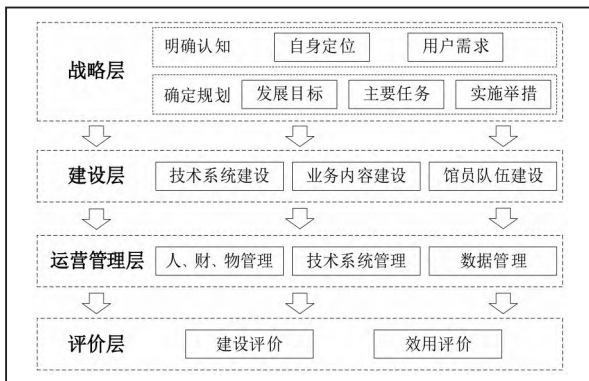 明确认知 自身定位 用户需求
战略层
确定规划 发展目标 主要任务 实施举措
建设层 技术系统建设 业务内容建设 馆员队伍建设
运营管理层 人、财、物管理 技术系统管理 数据管理
评价层 建设评价 效用评价